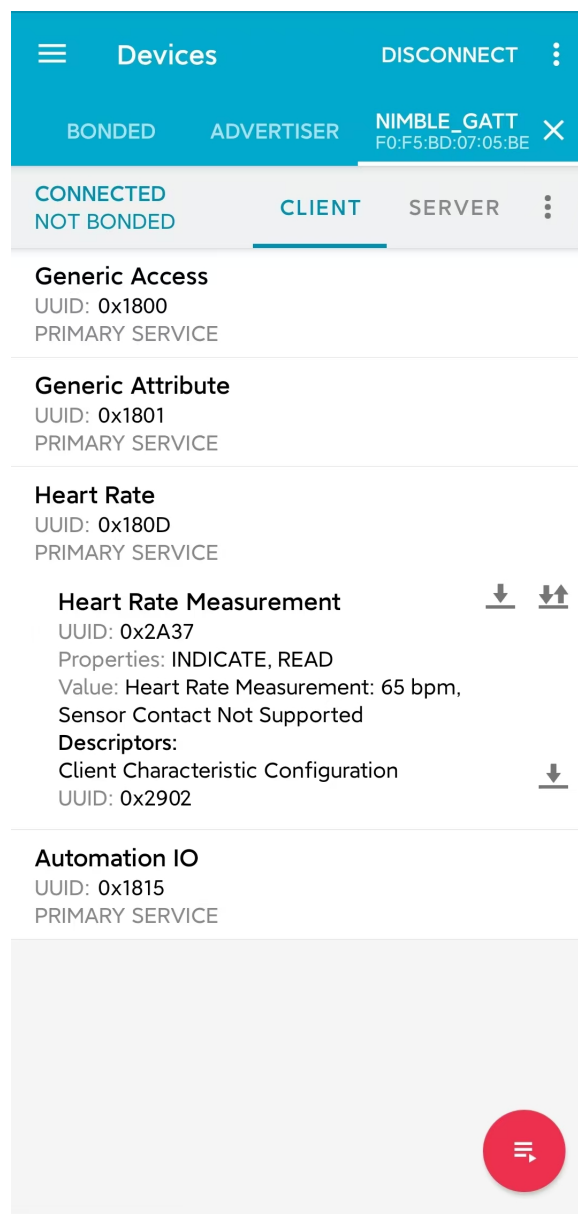 Devices
DISCONNECT
BONDED
ADVERTISER
NIMBLE_GATT
F0:F5:BD:07:05:BE
CONNECTED
NOT BONDED
CLIENT
SERVER
Generic Access
UUID: 0x1800
PRIMARY SERVICE
Generic Attribute
UUID: 0x1801
PRIMARY SERVICE
Heart Rate
UUID: 0x180D
PRIMARY SERVICE
Heart Rate Measurement
UUID: 0x2A37
Properties: INDICATE, READ
Value: Heart Rate Measurement: 65 bpm,
Sensor Contact Not Supported
Descriptors:
Client Characteristic Configuration
UUID: 0x2902
Automation IO
UUID: 0x1815
PRIMARY SERVICE